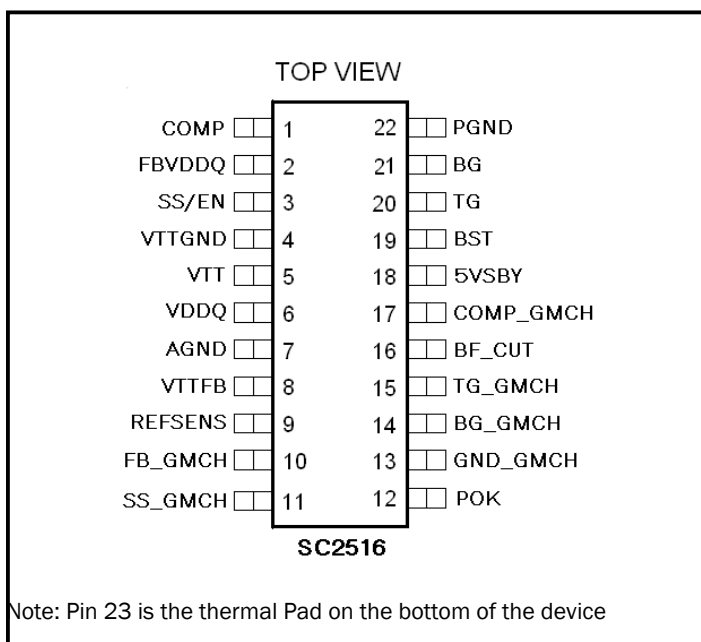 TOP VIEW
COMP 1 22 PGND
FBVDDQ 2 21 BG
SS/EN 3 20 TG
VTTGND 4 19 BST
VTT 5 18 5VSBY
VDDQ 6 17 COMP_GMCH
AGND 7 16 BF_CUT
VTTFB 8 15 TG_GMCH
REFSENS 9 14 BG_GMCH
FB_GMCH 10 13 GND_GMCH
SS_GMCH 11 12 POK
SC2516
Note: Pin 23 is the thermal Pad on the bottom of the device